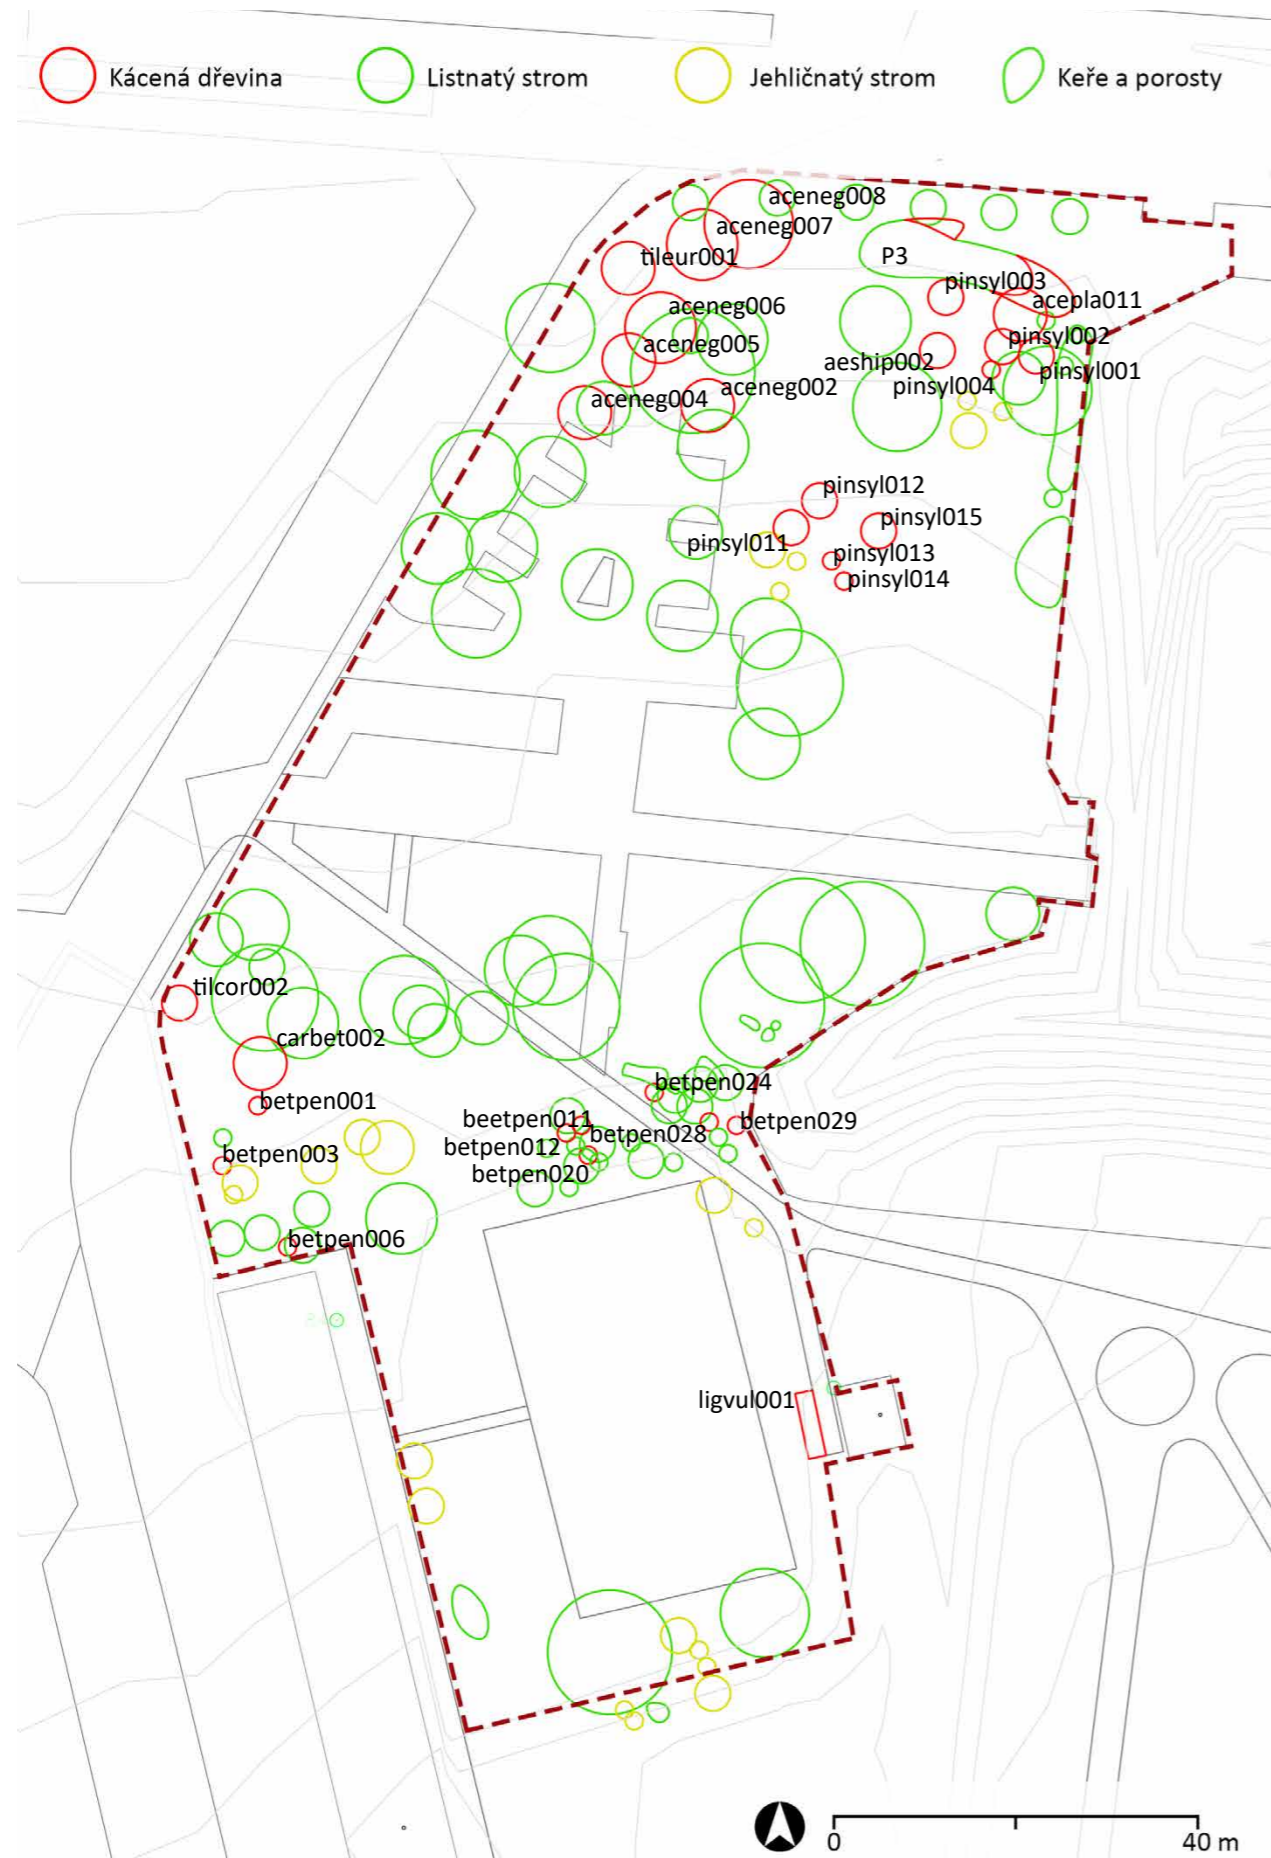 Kácená dřevina
Listnatý strom
Jehličnatý strom
Keře a porosty
aceneg008
aceneg007
tileur001
P3
pinsyl003
acepla011
aceneg006
pinsyl002
aceneg005
aeship002
pinsyl001
pinsyl004
aceneg002
aceneg004
pinsyl012
pinsyl015
pinsyl011
pinsyl013
pinsyl014
tilcor002
carbet002
betpen024
betpen001
beetpen011
betpen029
betpen028
betpen012
betpen003
betpen020
betpen006
ligvul001
0
40 m